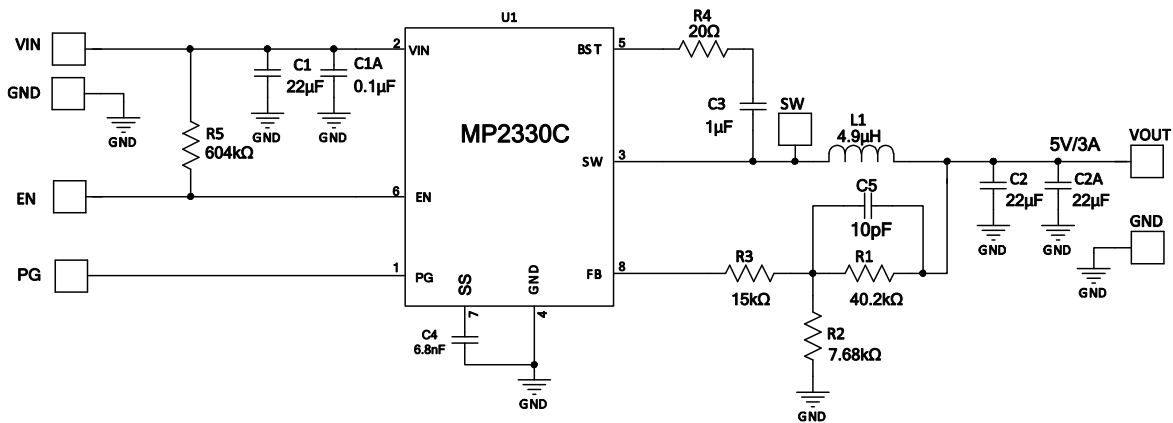 U1
VIN
GND
GND
R5
604kΩ
C1
22µF
GND
C1A
0.1µF
GND
EN
PG
2
VIN
6
EN
1
PG
MP2330C
BST
5
SW
3
FB
8
SS
7
GND
4
C4
6.8nF
GND
R4
20Ω
C3
1µF
SW
L1
4.9µH
C5
10pF
R3
15kΩ
R1
40.2kΩ
R2
7.68kΩ
GND
5V/3A
VOUT
C2
22µF
GND
C2A
22µF
GND
GND
GND